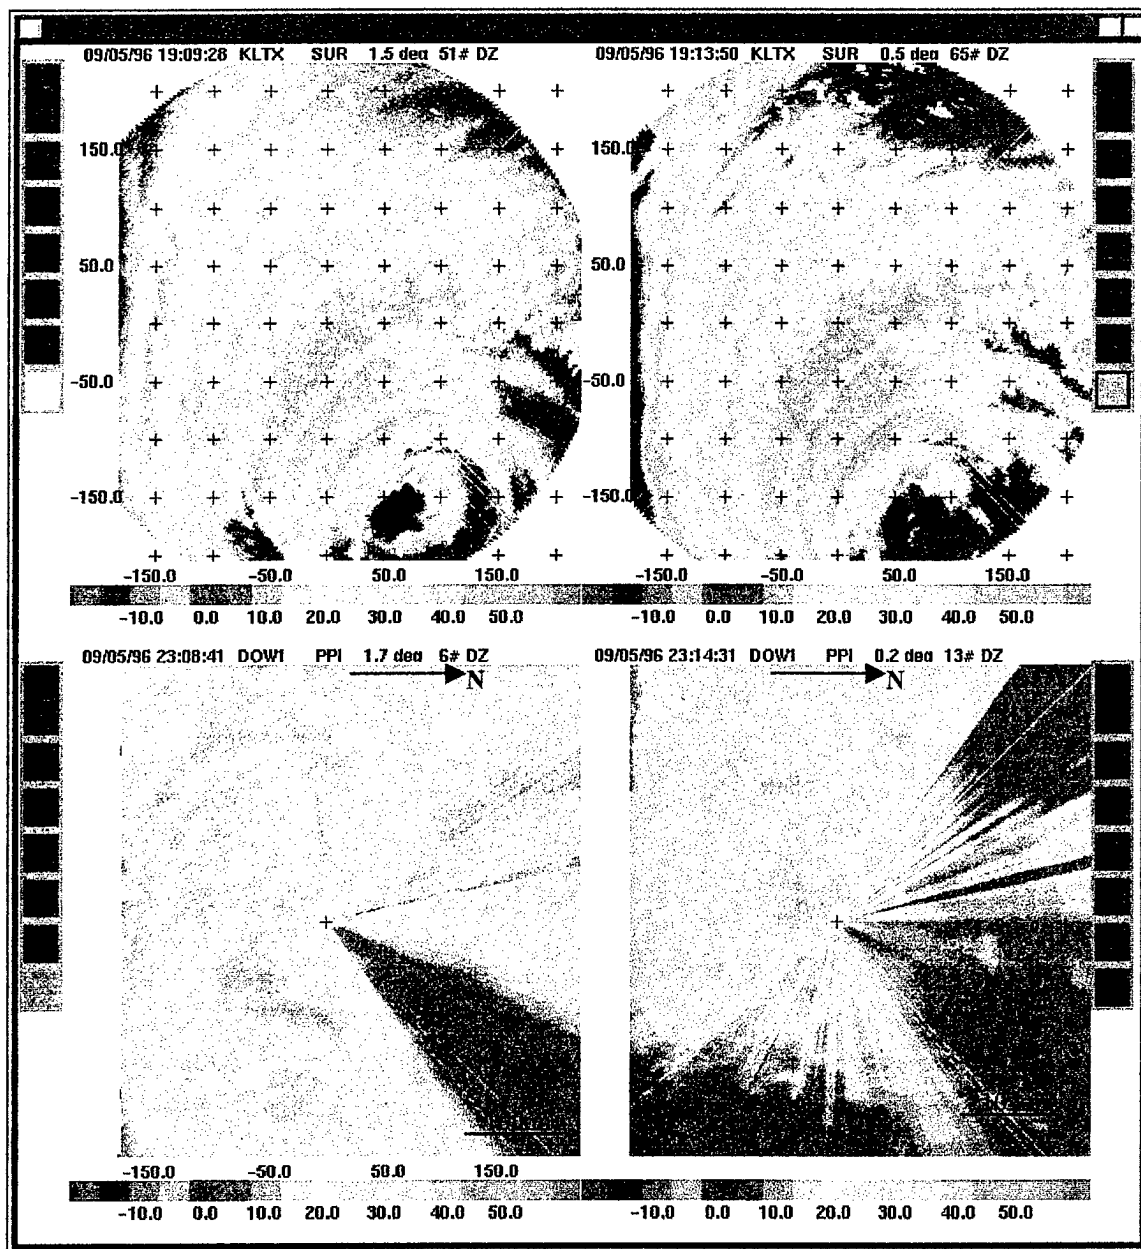 09/05/96 19:09:28 KLTX SUR 1.5 deg 51# DZ
150.0
50.0
-50.0
-150.0
-150.0 -50.0 50.0 150.0
-10.0 0.0 10.0 20.0 30.0 40.0 50.0
09/05/96 19:13:50 KLTX SUR 0.5 deg 65# DZ
150.0
50.0
-50.0
-150.0
-150.0 -50.0 50.0 150.0
-10.0 0.0 10.0 20.0 30.0 40.0 50.0
09/05/96 23:08:41 DOW1 PPI 1.7 deg 6# DZ
N
-150.0 -50.0 50.0 150.0
-10.0 0.0 10.0 20.0 30.0 40.0 50.0
09/05/96 23:14:31 DOW1 PPI 0.2 deg 13# DZ
N
-10.0 0.0 10.0 20.0 30.0 40.0 50.0